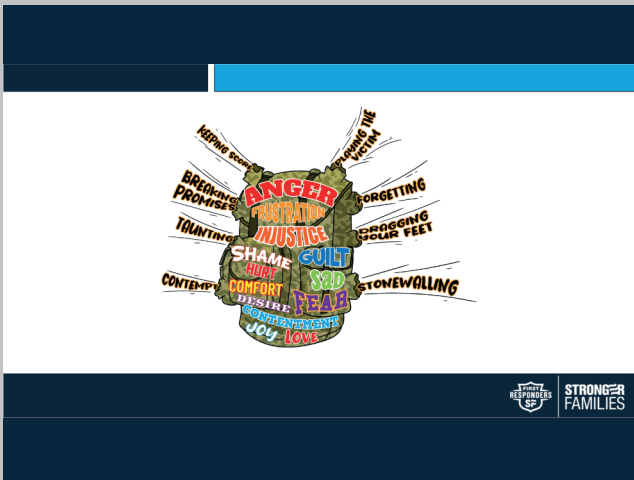 KEEPING SCORE
PLAYING THE
VICTIM
BREAKING
PROMISES
FORGETTING
TAUNTING
DRAGGING
YOUR FEET
CONTEMPT
STONEWALLING
ANGER
FRUSTRATION
INJUSTICE
SHAME
GUILT
HURT
SAD
COMFORT
FEAR
DESIRE
CONTENTMENT
JOY
LOVE
FIRST
RESPONDERS
SF
STRONGER
FAMILIES